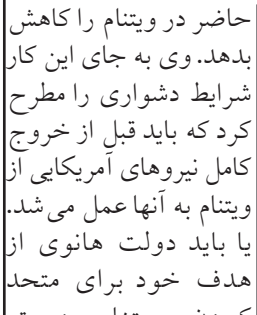 حاضر در ویتنام را کاهش
بدهد. وی به جای این کار
شرایط دشواری را مطرح
کرد که باید قبل از خروج
کامل نیروهای آمریکایی از
ویتنام به آنها عمل می‌شد.
یا باید دولت هانوی از
هدف خود برای متحد